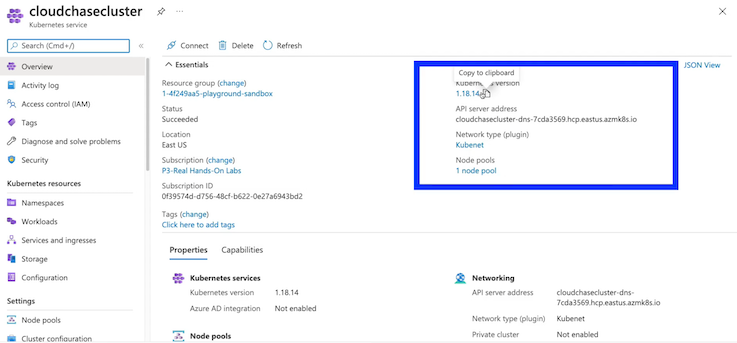 cloudchasecluster
Kubernetes service
Search (Cmd+/)
Overview
Activity log
Access control (IAM)
Tags
Diagnose and solve problems
Security
Kubernetes resources
Namespaces
Workloads
Services and ingresses
Storage
Configuration
Settings
Node pools
Cluster configuration
Connect
Delete
Refresh
Essentials
JSON View
Resource group (change)
1-4f249aa5-playground-sandbox
Status
Succeeded
Location
East US
Subscription (change)
P3-Real Hands-On Labs
Subscription ID
0f39574d-d756-48cf-b622-0e27a6943bd2
Tags (change)
Click here to add tags
Copy to clipboard
Kubernetes version
1.18.14
API server address
cloudchasecluster-dns-7cda3569.hcp.eastus.azmk8s.io
Network type (plugin)
Kubenet
Node pools
1 node pool
Properties
Capabilities
Kubernetes services
Kubernetes version 1.18.14
Azure AD integration Not enabled
Node pools
Networking
API server address cloudchasecluster-dns-
7cda3569.hcp.eastus.azmk8s.io
Network type (plugin) Kubenet
Private cluster Not enabled